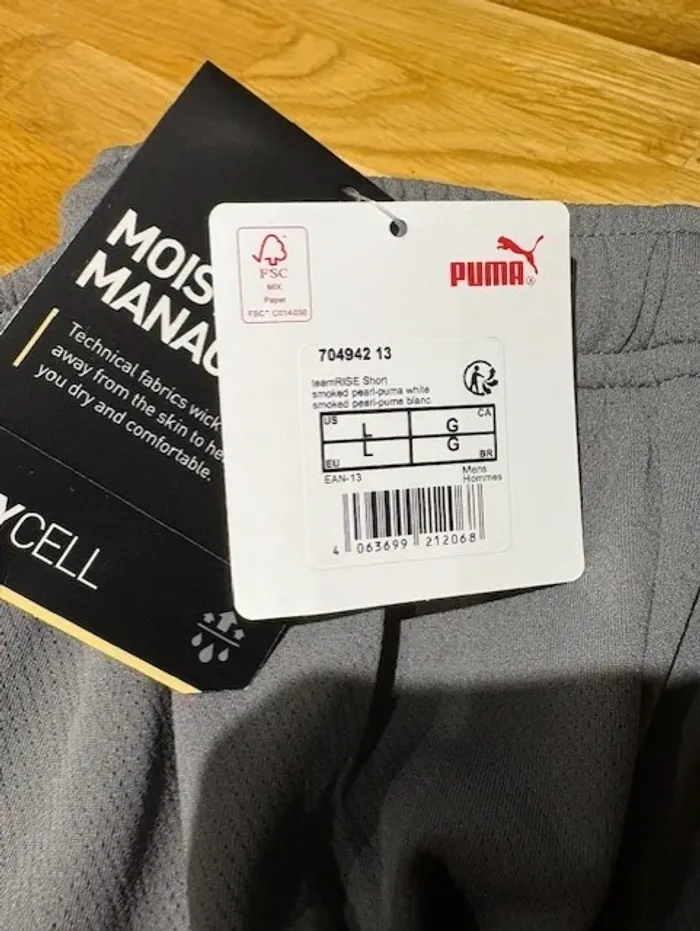 MOIS
MANAG
Technical fabrics wick
away from the skin to he
you dry and comfortable.
YCELL
FSC
MIX
Paper
FSC™ C014030
PUMA®
704942 13
teamRISE Short
smoked pearl-puma white
smoked pearl-puma blanc
US L G CA
EU L G BR
EAN-13
Mens
Hommes
4 063699 212068